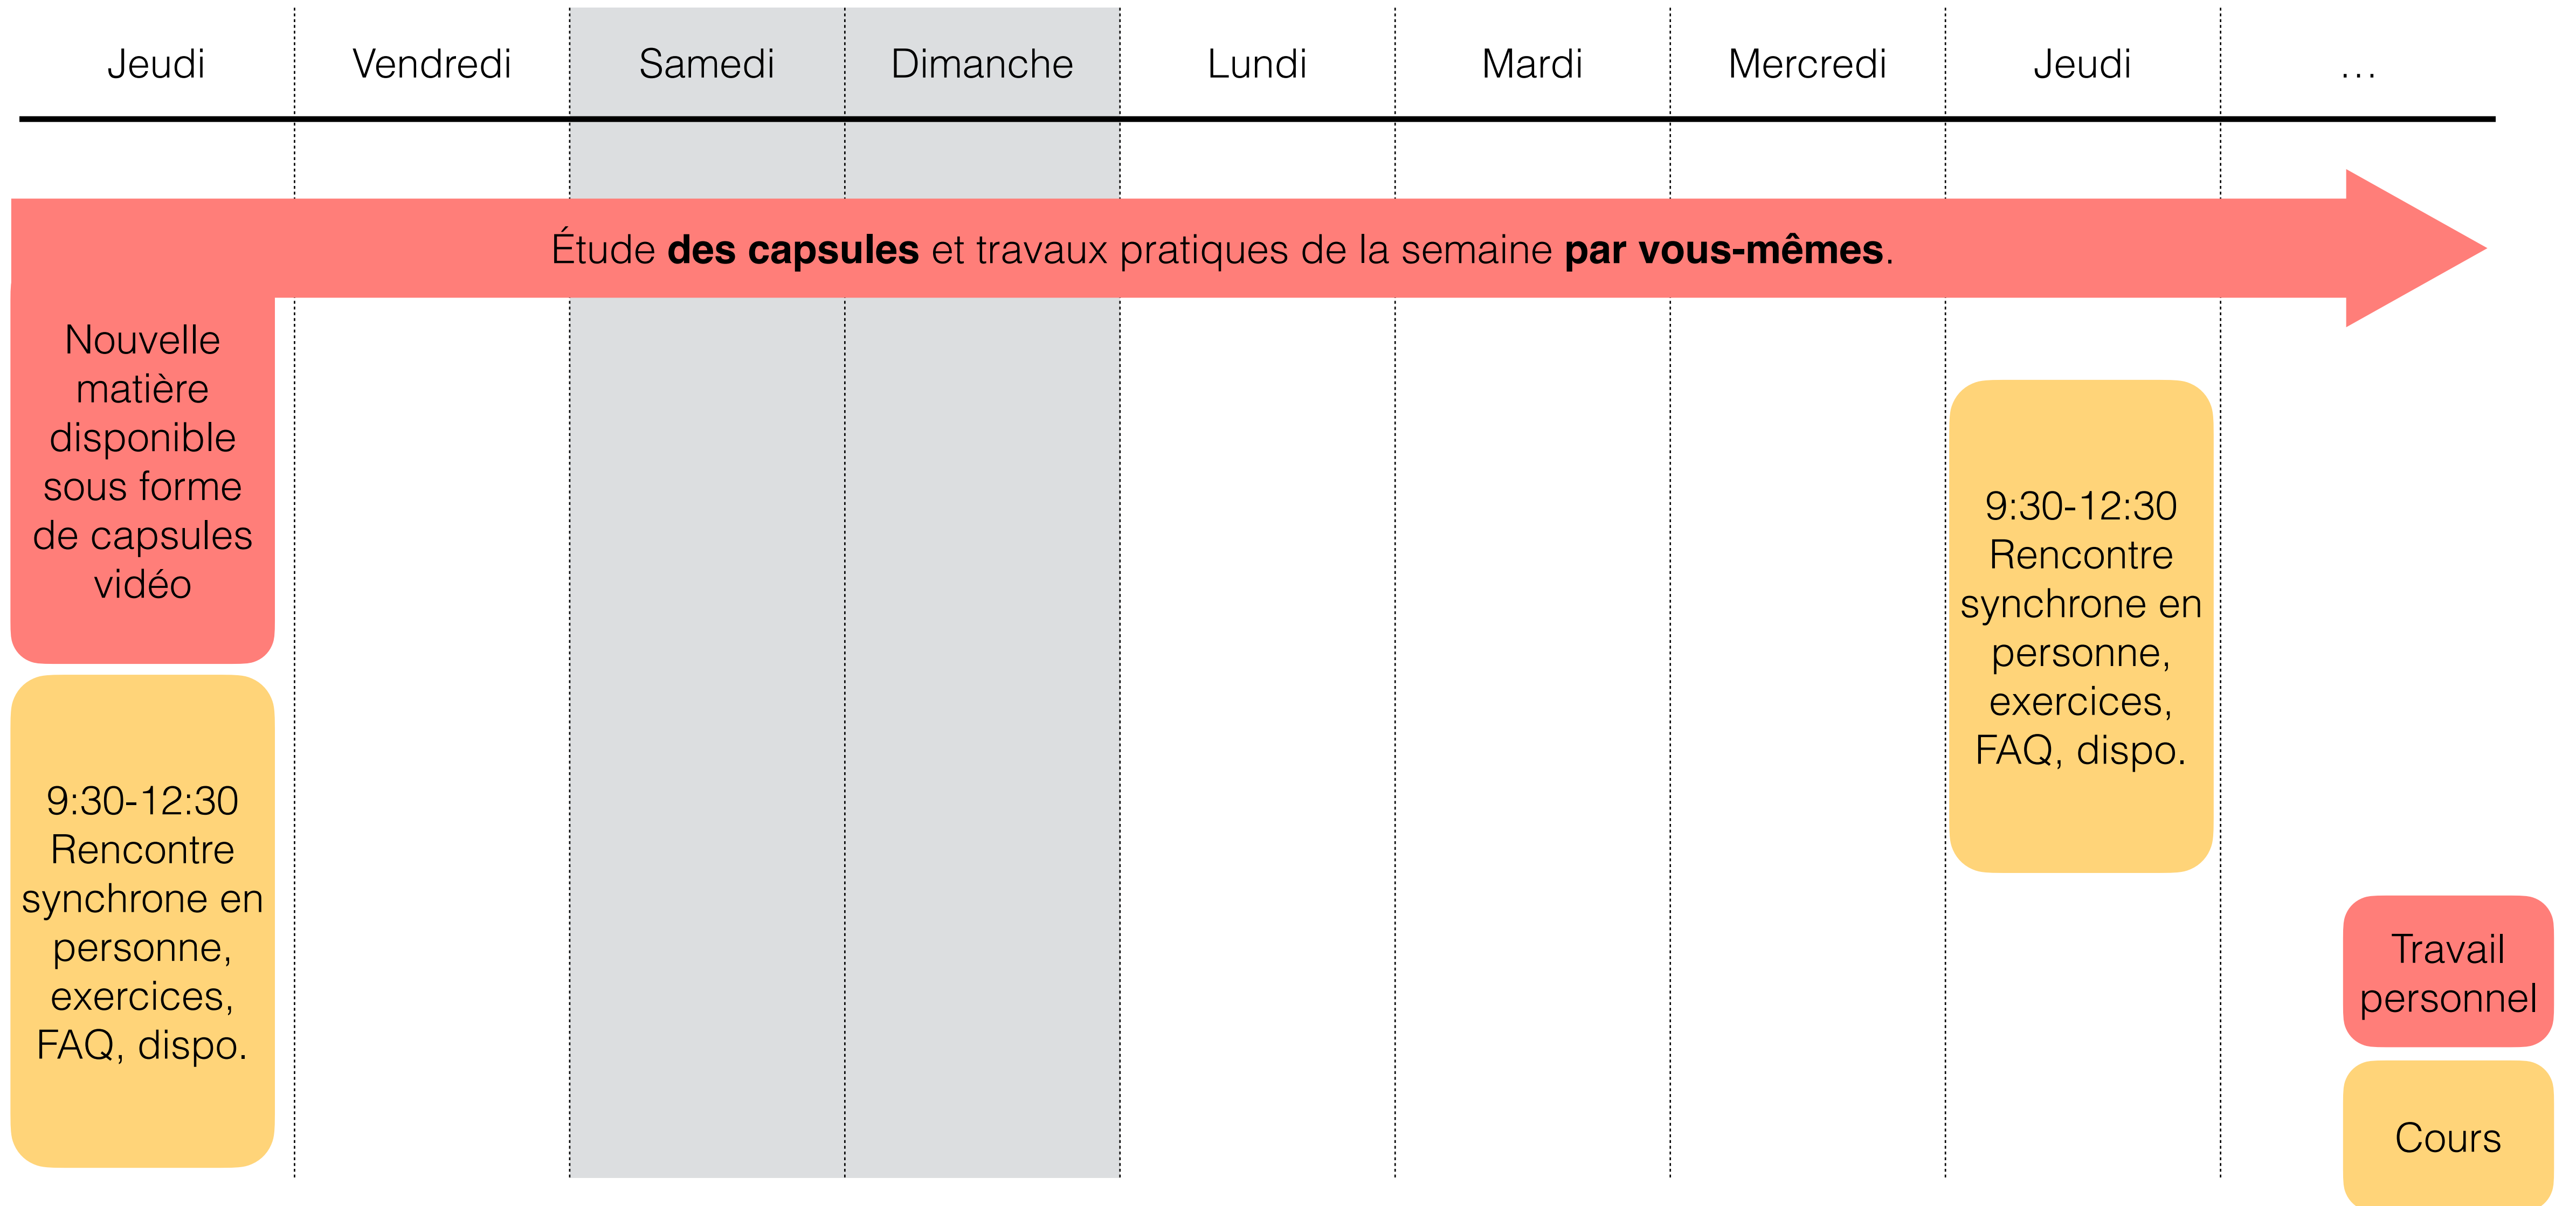 Jeudi Vendredi Samedi Dimanche Lundi Mardi Mercredi Jeudi ...
Étude des capsules et travaux pratiques de la semaine par vous-mêmes.
Nouvelle
matière
disponible
sous forme
de capsules
vidéo
9:30-12:30
Rencontre
synchrone en
personne,
exercices,
FAQ, dispo.
9:30-12:30
Rencontre
synchrone en
personne,
exercices,
FAQ, dispo.
Travail
personnel
Cours